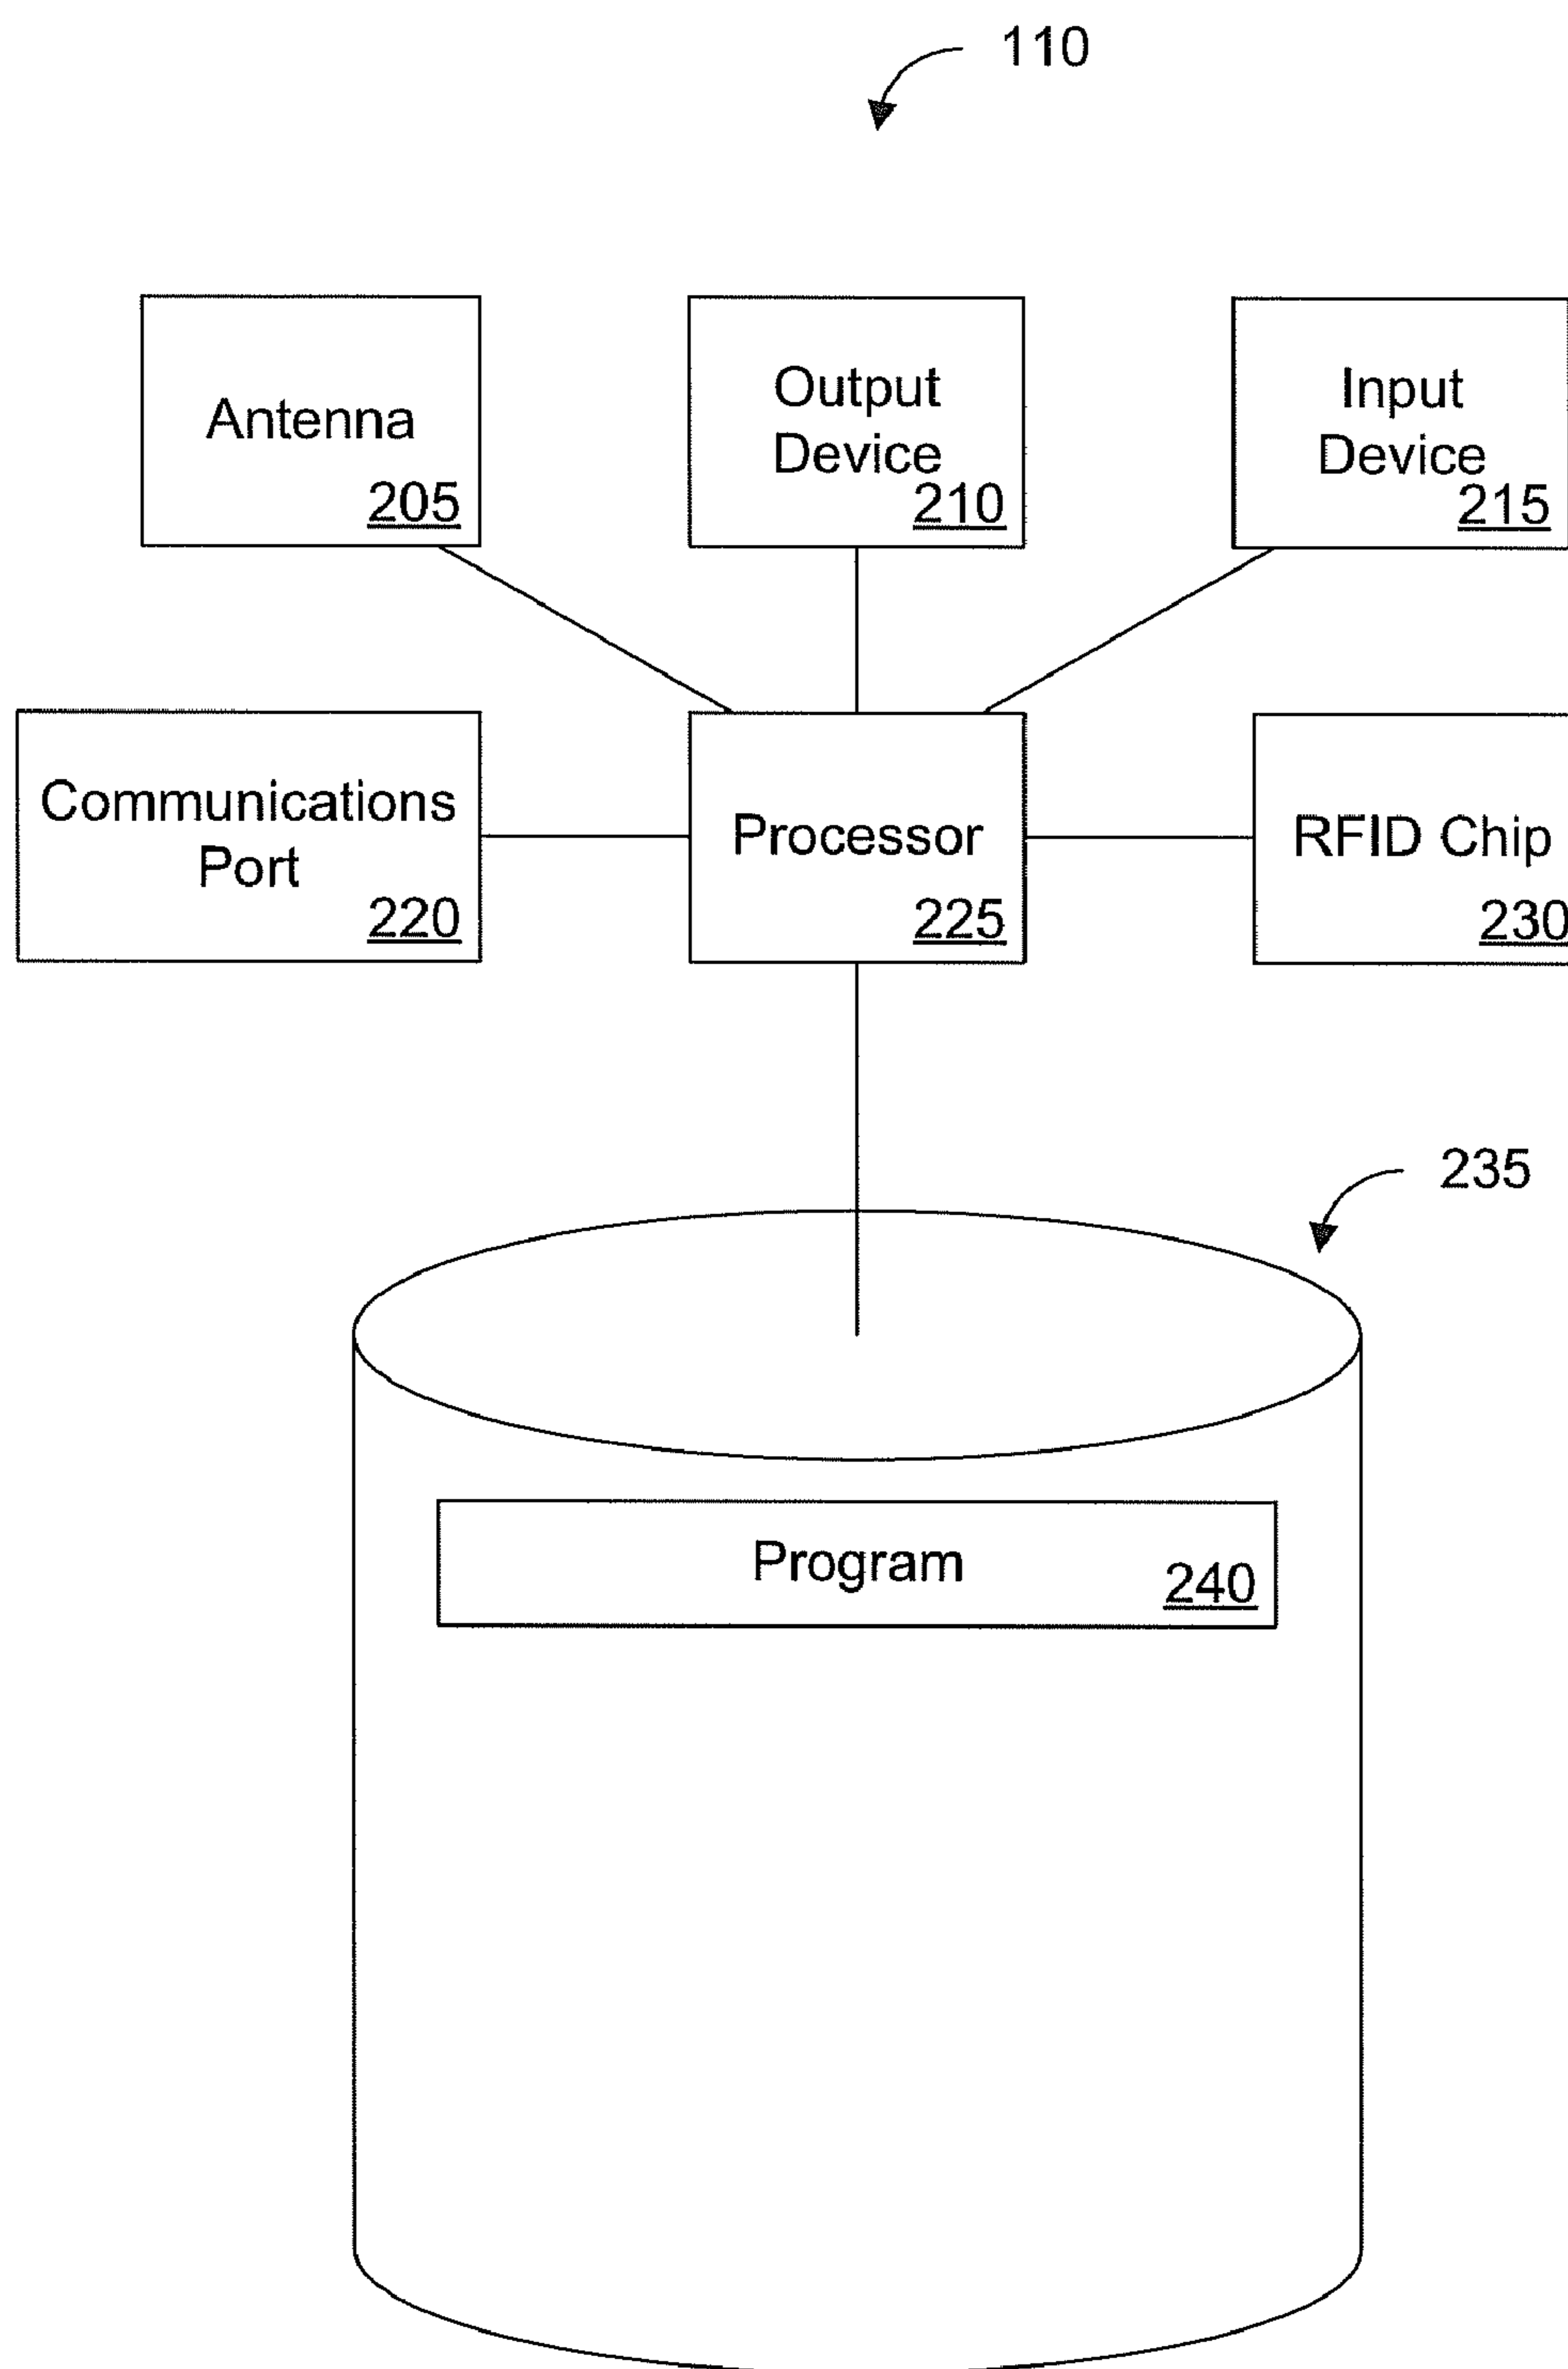 110
Antenna
205
Output
Device
210
Input
Device
215
Communications
Port
220
Processor
225
RFID Chip
230
235
Program
240